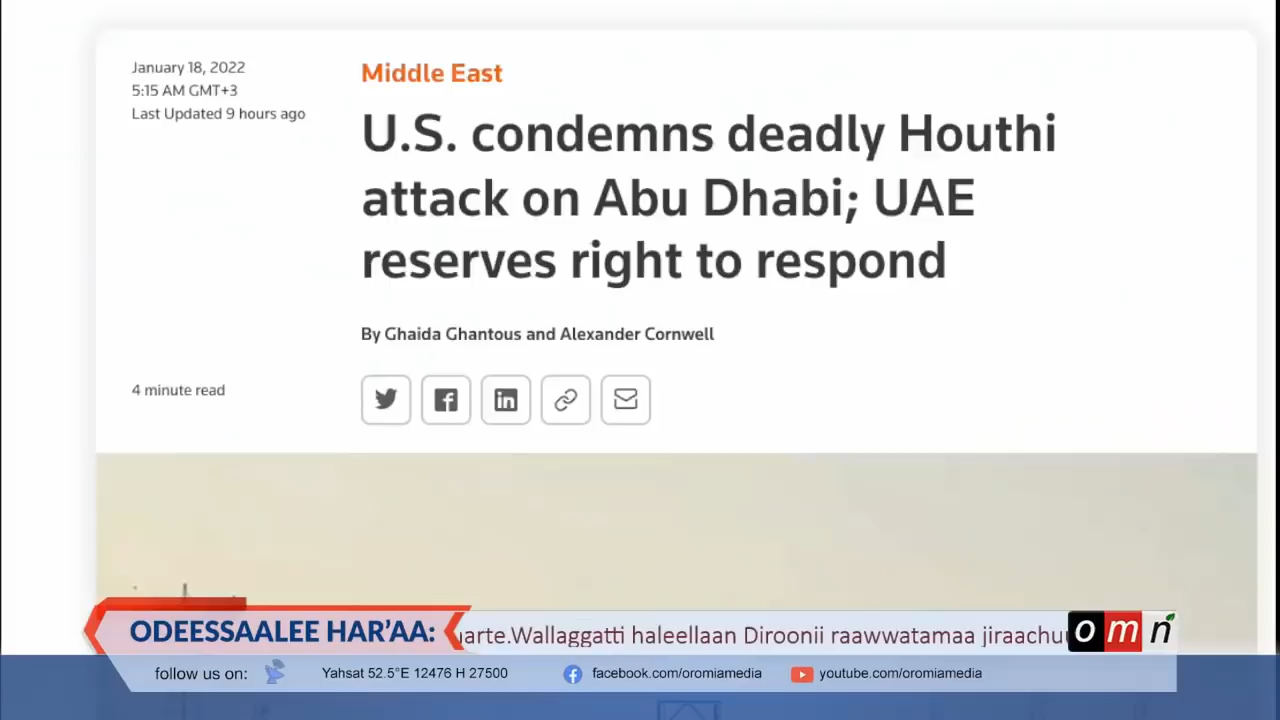 January 18, 2022
5:15 AM GMT+3
Last Updated 9 hours ago
Middle East
U.S. condemns deadly Houthi
attack on Abu Dhabi; UAE
reserves right to respond
By Ghaida Ghantous and Alexander Cornwell
4 minute read
ODEESSAALEE HAR'AA:
arte.Wallaggatti haleellaan Diroonii raawwatamaa jiraachu
omn
follow us on:
Yahsat 52.5°E 12476 H 27500
facebook.com/oromiamedia
youtube.com/oromiamedia